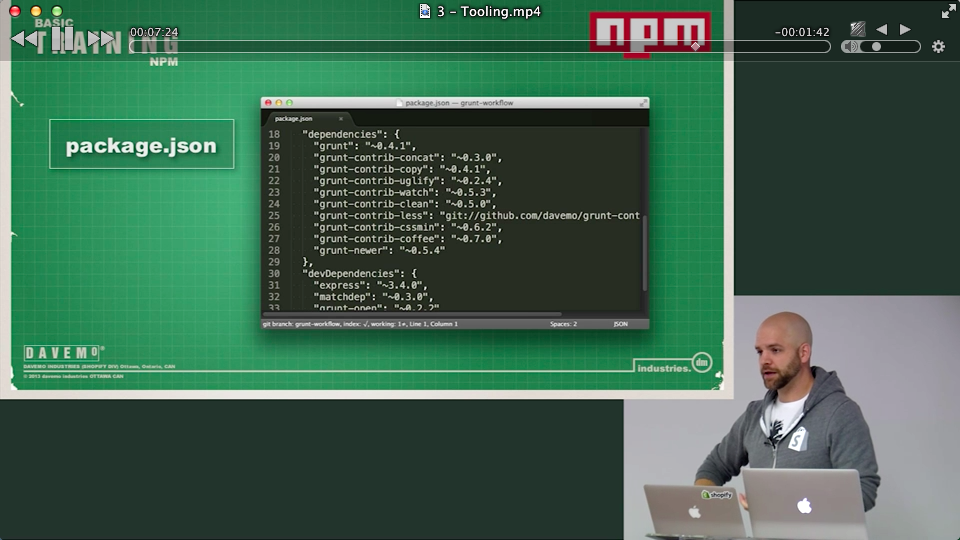 3 - Tooling.mp4
00:07:24
-00:01:42
BASIC
TRAINING
NPM
npm
package.json
package.json — grunt-workflow
package.json
18 "dependencies": {
19 "grunt": "~0.4.1",
20 "grunt-contrib-concat": "~0.3.0",
21 "grunt-contrib-copy": "~0.4.1",
22 "grunt-contrib-uglify": "~0.2.4",
23 "grunt-contrib-watch": "~0.5.3",
24 "grunt-contrib-clean": "~0.5.0",
25 "grunt-contrib-less": "git://github.com/davemo/grunt-cont
26 "grunt-contrib-cssmin": "~0.6.2",
27 "grunt-contrib-coffee": "~0.7.0",
28 "grunt-newer": "~0.5.4"
29 },
30 "devDependencies": {
31 "express": "~3.4.0",
32 "matchdep": "~0.3.0",
33 "grunt-open": "~0.2.2"
git branch: grunt-workflow, index: √, working: 1≠, Line 1, Column 1
Spaces: 2
JSON
DAVEMO®
DAVEMO INDUSTRIES (SHOPIFY DIV) Ottawa, Ontario, CAN
© 2013 davemo industries OTTAWA CAN
industries.
dm
S
shopify